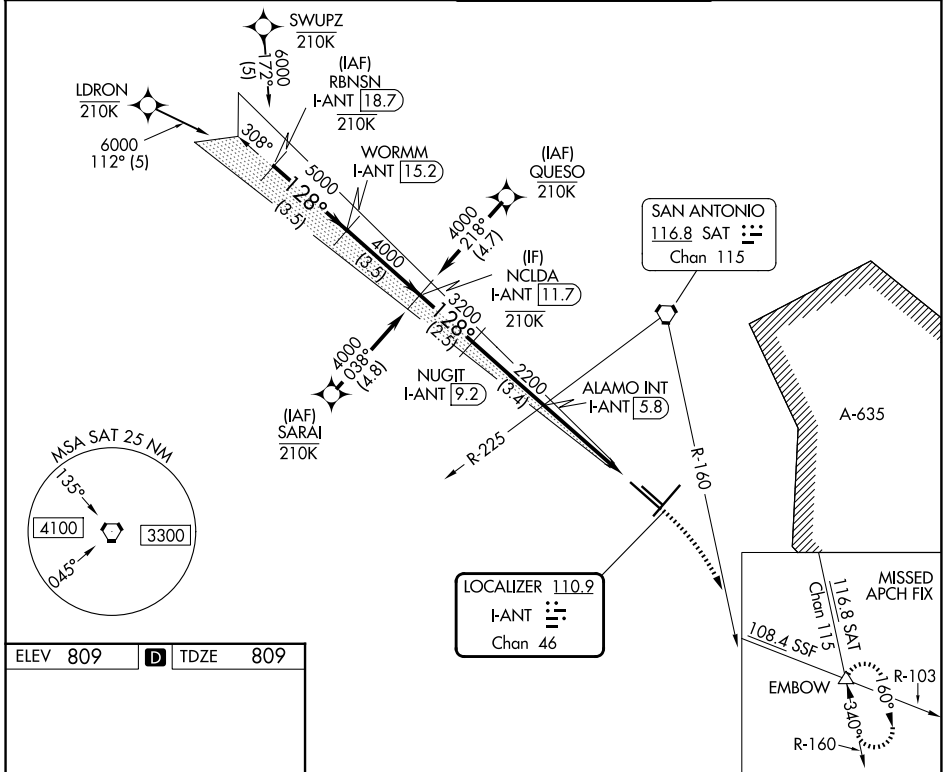 SWUPZ
210K
6000
172°
(5)
LDRON
210K
6000
112° (5)
(IAF)
RBNSN
I-ANT 18.7
210K
308°
128°
(3.5)
5000
WORMM
I-ANT 15.2
4000
(3.5)
(IAF)
QUESO
210K
4000
218°
(4.7)
(IF)
NCLDA
I-ANT 11.7
210K
3200
128°
(2.5)
4000
038°
(4.8)
(IAF)
SARAI
210K
NUGIT
I-ANT 9.2
2200
(3.4)
ALAMO INT
I-ANT 5.8
SAN ANTONIO
116.8 SAT
Chan 115
R-225
R-160
A-635
MSA SAT 25 NM
135°
4100
3300
045°
LOCALIZER 110.9
I-ANT
Chan 46
MISSED
APCH FIX
116.8 SAT
Chan 115
108.4 SSF
EMBOW
R-103
160°
340°
R-160
ELEV 809
D
TDZE 809